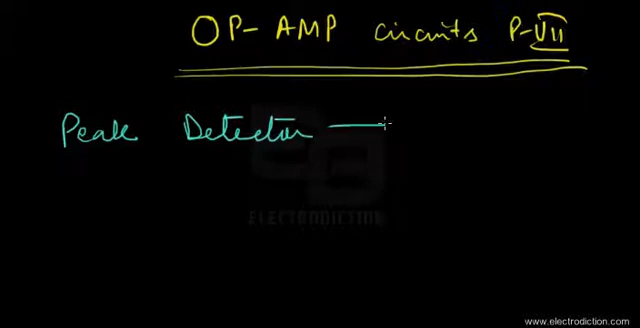 OP-AMP circuits P-VII
Peak Detector
ELECTRODICTION
www.electrodiction.com